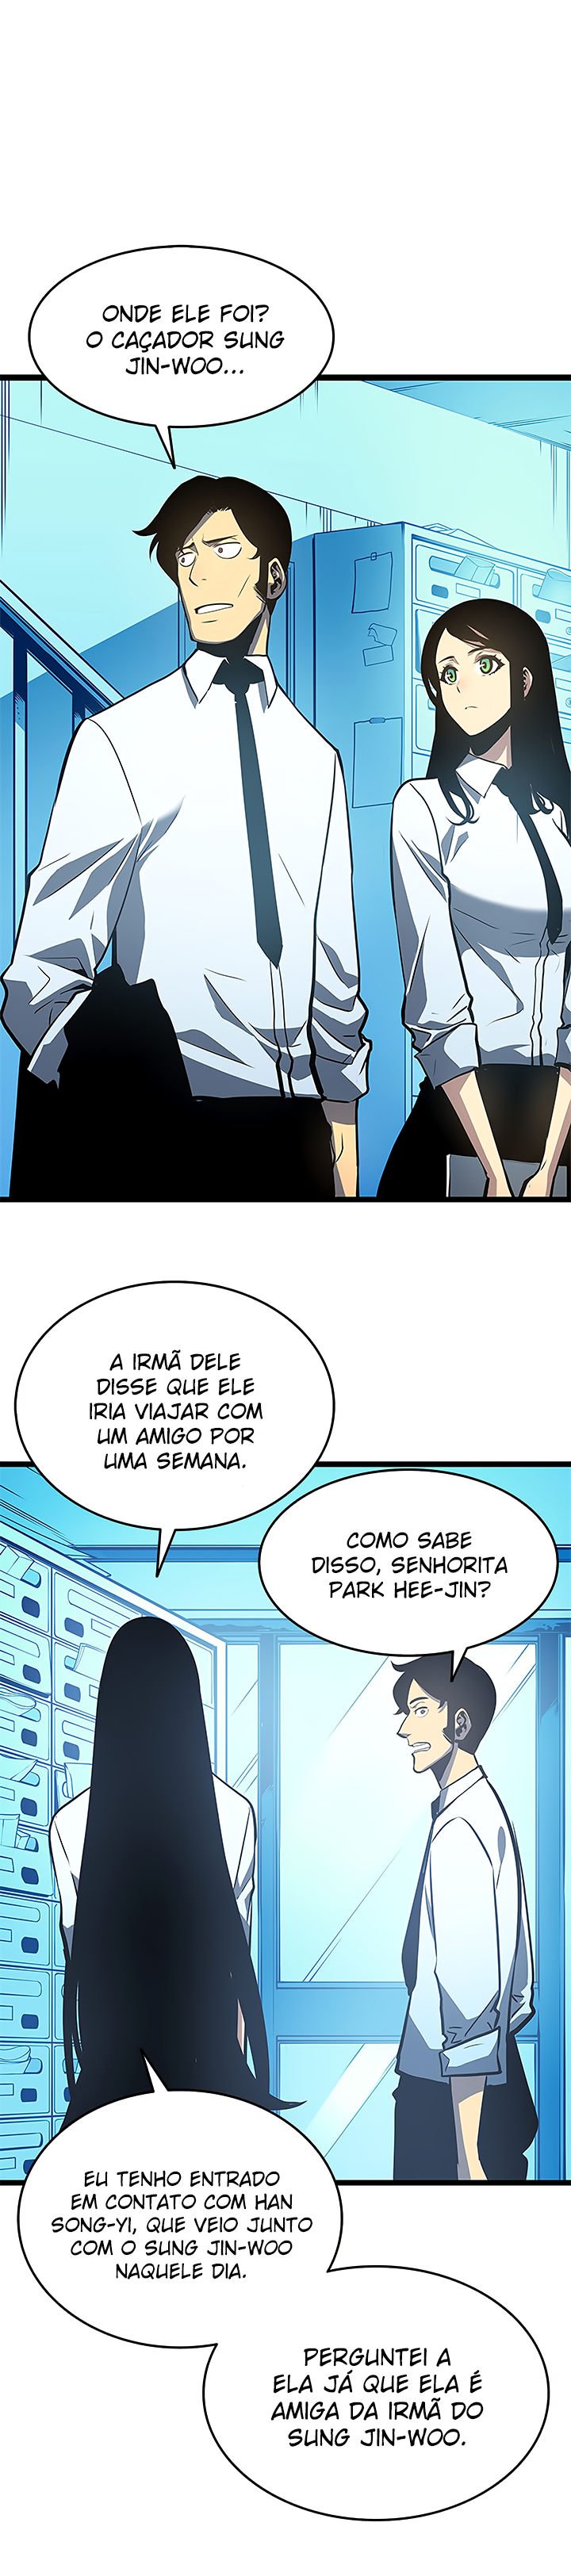 ONDE ELE FOI?
O CAÇADOR SUNG
JIN-WOO...
A IRMÃ DELE
DISSE QUE ELE
IRIA VIAJAR COM
UM AMIGO POR
UMA SEMANA.
COMO SABE
DISSO, SENHORITA
PARK HEE-JIN?
EU TENHO ENTRADO
EM CONTATO COM HAN
SONG-YI, QUE VEIO JUNTO
COM O SUNG JIN-WOO
NAQUELE DIA.
PERGUNTEI A
ELA JÁ QUE ELA É
AMIGA DA IRMÃ DO
SUNG JIN-WOO.